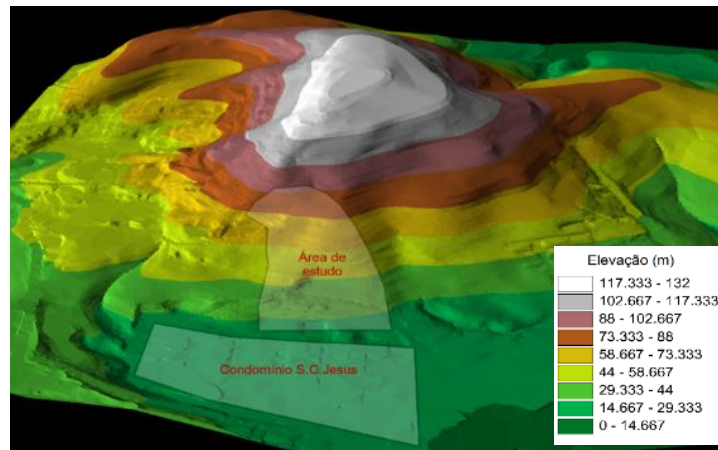 Área de
estudo
Condomínio S.C.Jesus
Elevação (m)
117.333 - 132
102.667 - 117.333
88 - 102.667
73.333 - 88
58.667 - 73.333
44 - 58.667
29.333 - 44
14.667 - 29.333
0 - 14.667